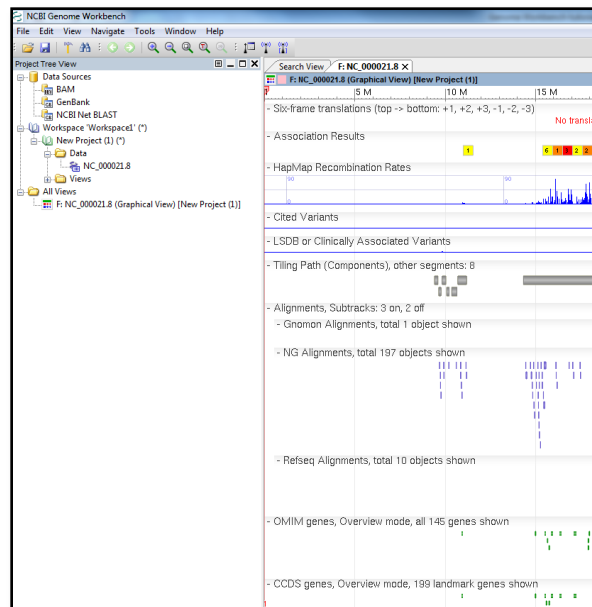 NCBI Genome Workbench
File Edit View Navigate Tools Window Help
Project Tree View
Data Sources
BAM
GenBank
NCBI Net BLAST
Workspace 'Workspace1' (*)
New Project (1) (*)
Data
NC_000021.8
Views
All Views
F: NC_000021.8 (Graphical View) [New Project (1)]
Search View F: NC_000021.8 ×
F: NC_000021.8 (Graphical View) [New Project (1)]
5 M 10 M 15 M
- Six-frame translations (top -> bottom: +1, +2, +3, -1, -2, -3)
No transla
- Association Results
1 6 1 3 2 2
- HapMap Recombination Rates
90 90
0 0
- Cited Variants
- LSDB or Clinically Associated Variants
- Tiling Path (Components), other segments: 8
- Alignments, Subtracks: 3 on, 2 off
- Gnomon Alignments, total 1 object shown
- NG Alignments, total 197 objects shown
- Refseq Alignments, total 10 objects shown
- OMIM genes, Overview mode, all 145 genes shown
- CCDS genes, Overview mode, 199 landmark genes shown